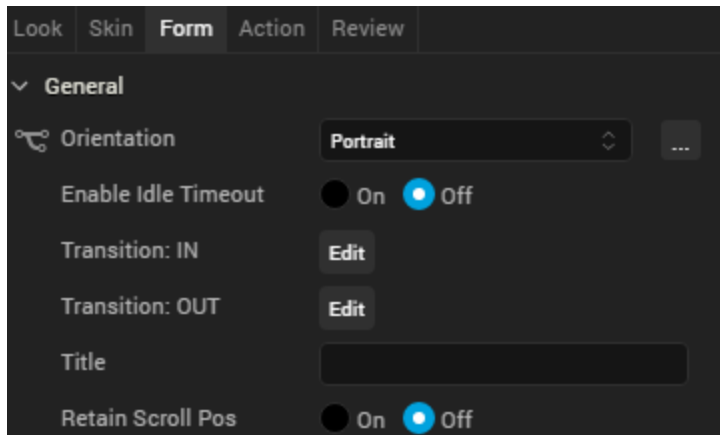 Look Skin Form Action Review
General
Orientation Portrait ...
Enable Idle Timeout On Off
Transition: IN Edit
Transition: OUT Edit
Title
Retain Scroll Pos On Off